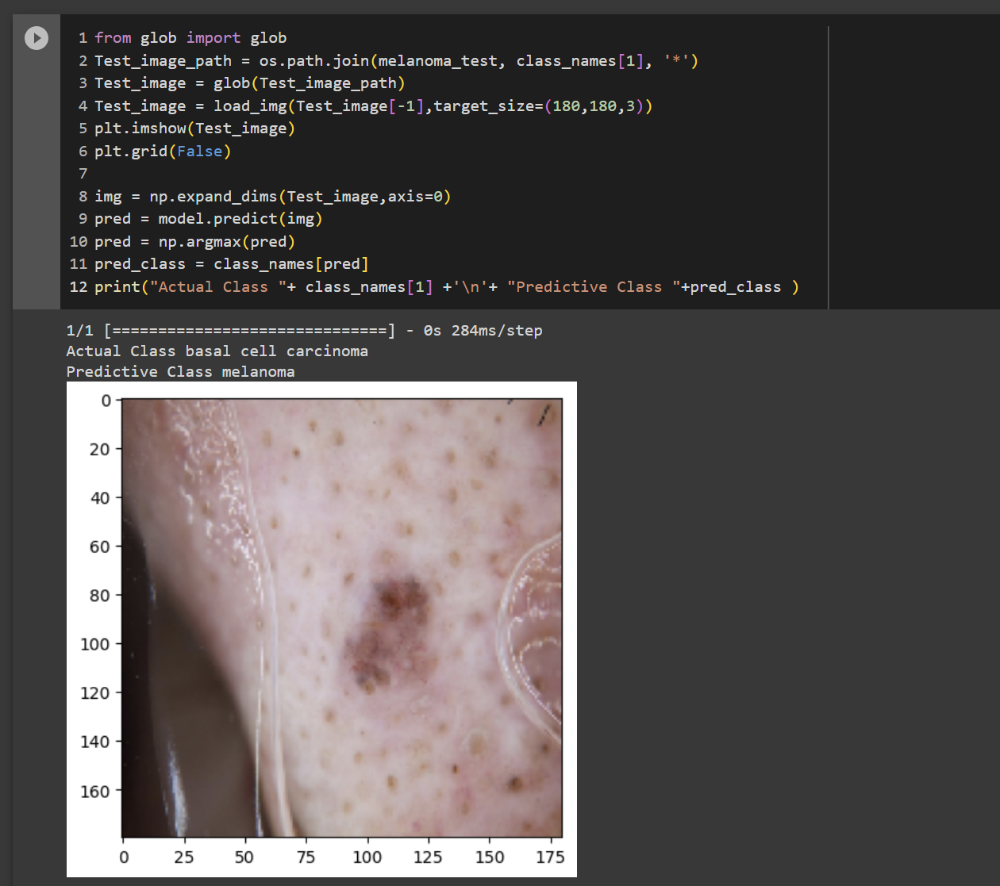 1 from glob import glob
2 Test_image_path = os.path.join(melanoma_test, class_names[1], '*')
3 Test_image = glob(Test_image_path)
4 Test_image = load_img(Test_image[-1],target_size=(180,180,3))
5 plt.imshow(Test_image)
6 plt.grid(False)
7
8 img = np.expand_dims(Test_image,axis=0)
9 pred = model.predict(img)
10 pred = np.argmax(pred)
11 pred_class = class_names[pred]
12 print("Actual Class "+ class_names[1] +'\n'+ "Predictive Class "+pred_class )
1/1 [==============================] - 0s 284ms/step
Actual Class basal cell carcinoma
Predictive Class melanoma
0
20
40
60
80
100
120
140
160
0 25 50 75 100 125 150 175